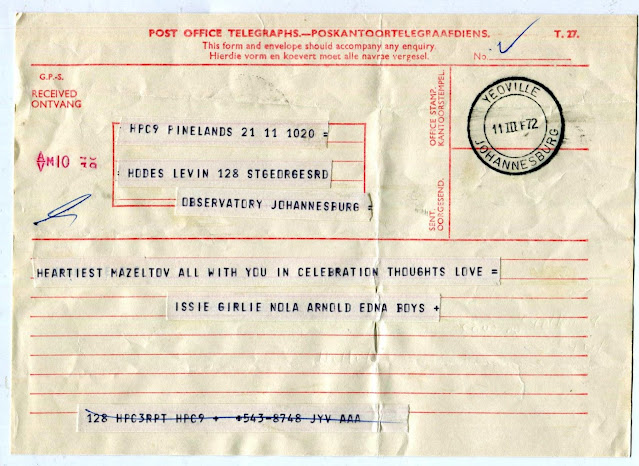 POST OFFICE TELEGRAPHS.—POSKANTOORTELEGRAAFDIENS. T. 27.
This form and envelope should accompany any enquiry.
Hierdie vorm en koevert moet alle navrae vergesel.
No.
G.P.-S.
RECEIVED
ONTVANG
OFFICE STAMP.
KANTOORSTEMPEL.
YEOVILLE
11 III 72
JOHANNESBURG
HPC9 PINELANDS 21 11 1020 =
AM10
HODES LEVIN 128 STGEORGESRD
OBSERVATORY JOHANNESBURG =
SENT
OORGESEND.
HEARTIEST MAZELTOV ALL WITH YOU IN CELEBRATION THOUGHTS LOVE =
ISSIE GIRLIE NOLA ARNOLD EDNA BOYS +
128 HPC3RPT HPC9 + +543-8748 JYV AAA